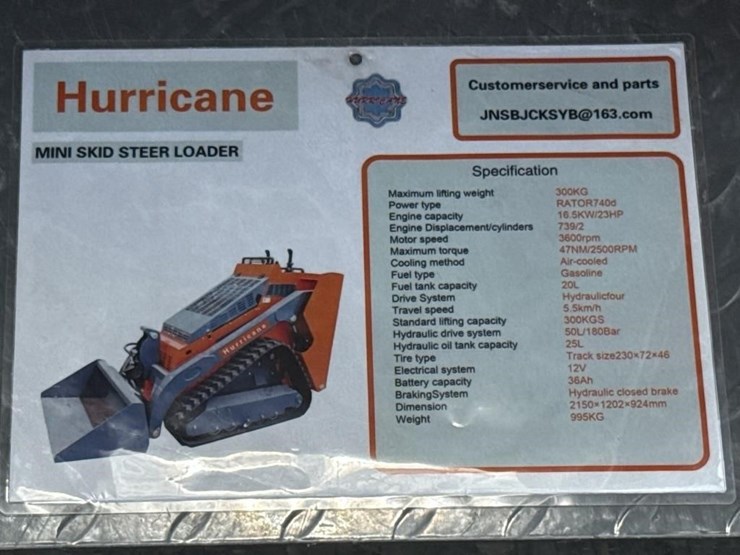 Hurricane
HURRICANE
Customerservice and parts
JNSBJCKSYB@163.com
MINI SKID STEER LOADER
Specification
Maximum lifting weight 300KG
Power type RATOR740d
Engine capacity 16.5KW/23HP
Engine Displacement/cylinders 739/2
Motor speed 3600rpm
Maximum torque 47NM/2500RPM
Cooling method Air-cooled
Fuel type Gasoline
Fuel tank capacity 20L
Drive System Hydraulicfour
Travel speed 5.5km/h
Standard lifting capacity 300KGS
Hydraulic drive system 50L/180Bar
Hydraulic oil tank capacity 25L
Tire type Track size230×72×46
Electrical system 12V
Battery capacity 36Ah
BrakingSystem Hydraulic closed brake
Dimension 2150×1202×924mm
Weight 995KG
Hurricane